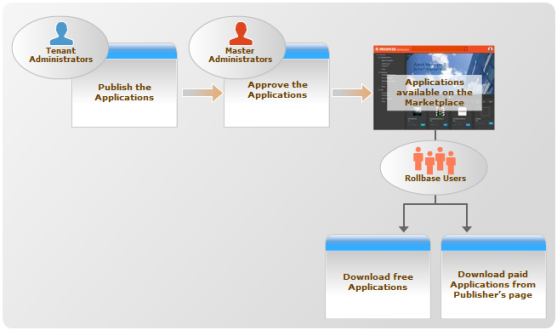 Tenant
Administrators
Master
Administrators
Publish the
Applications
Approve the
Applications
Applications
available on the
Marketplace
Rollbase Users
Download free
Applications
Download paid
Applications from
Publisher's page